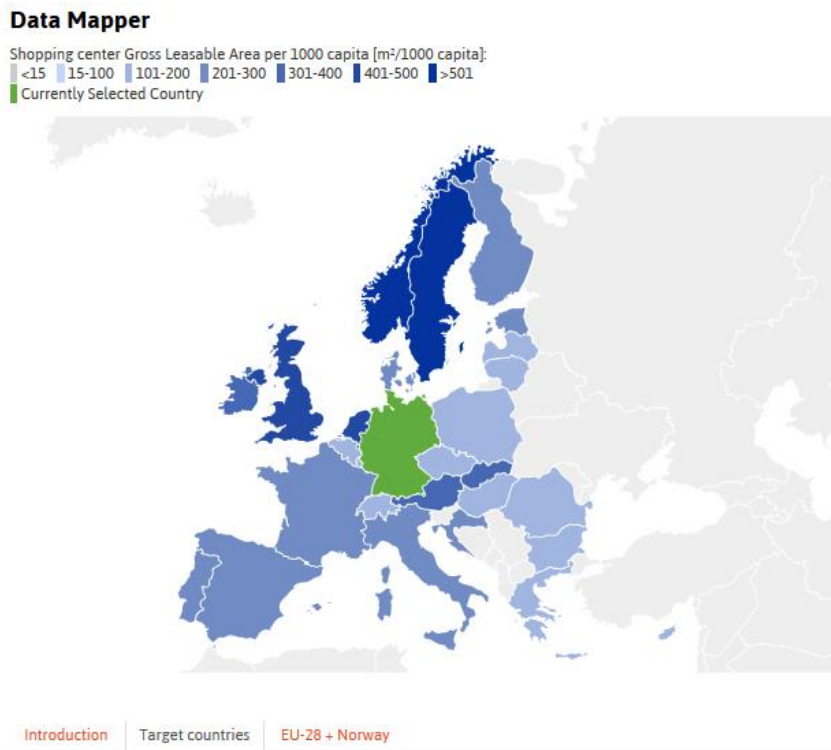 Data Mapper
Shopping center Gross Leasable Area per 1000 capita [m²/1000 capita]:
<15 15-100 101-200 201-300 301-400 401-500 >501
Currently Selected Country
Introduction Target countries EU-28 + Norway